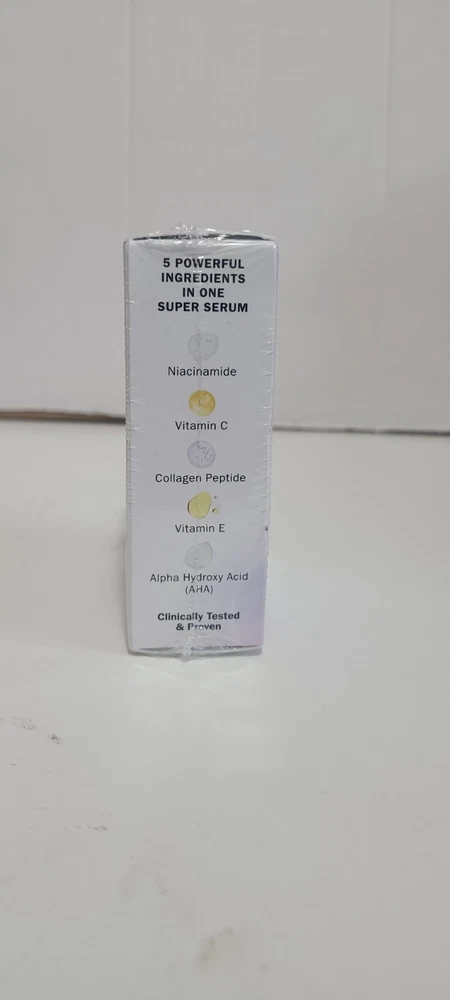 5 POWERFUL
INGREDIENTS
IN ONE
SUPER SERUM
Niacinamide
Vitamin C
Collagen Peptide
Vitamin E
Alpha Hydroxy Acid
(AHA)
Clinically Tested
& Proven